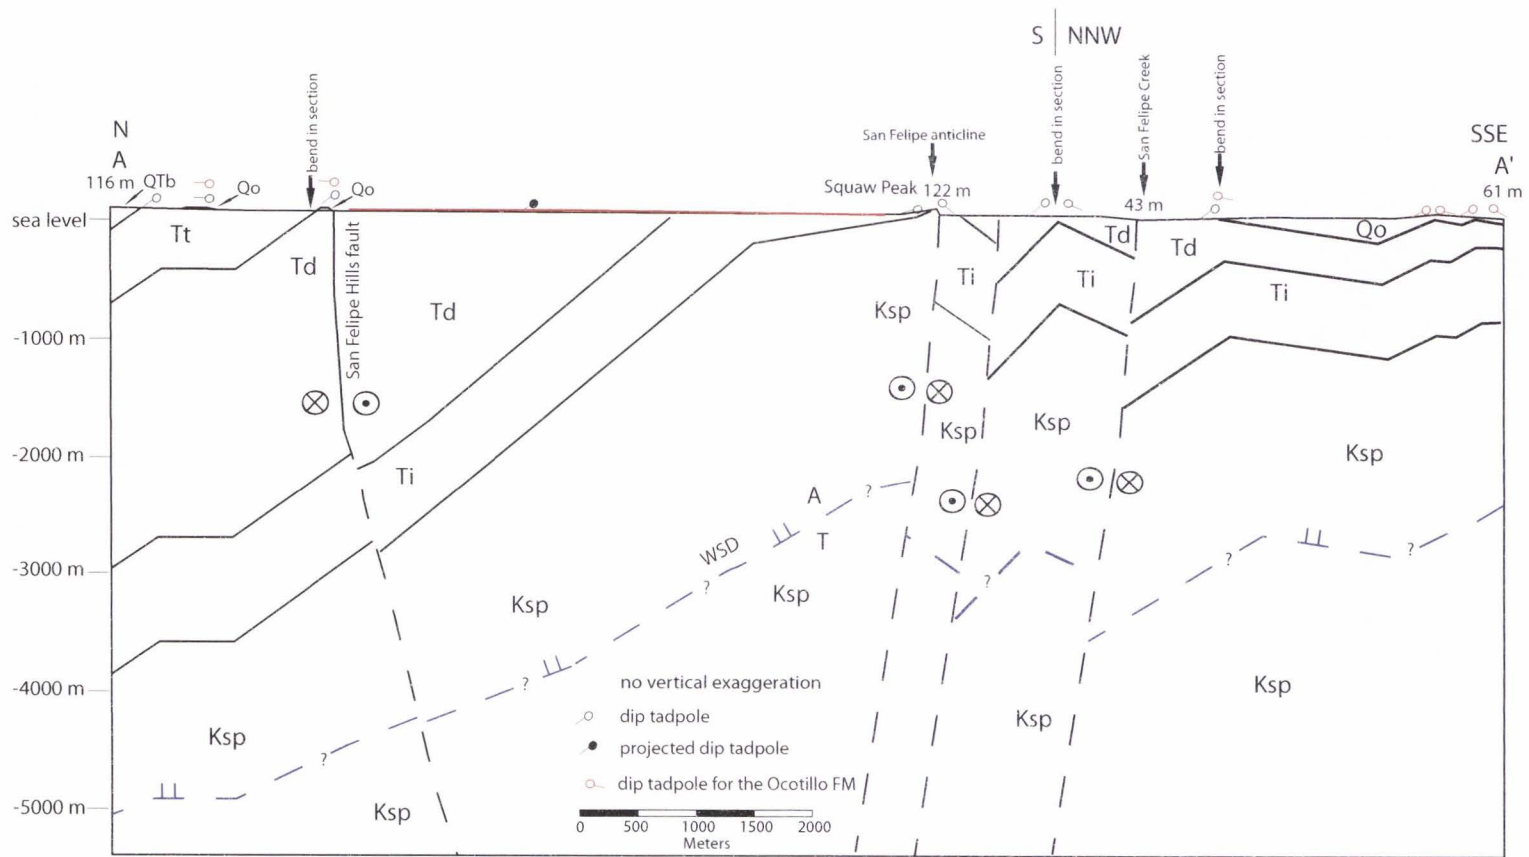 S NNW
bend in section
bend in section
San Felipe Creek
bend in section
N
A
San Felipe anticline
SSE
A'
116 m QTb
Qo
Qo
Squaw Peak 122 m
43 m
61 m
sea level
Tt
Td
San Felipe Hills fault
Td
Td
Td
Qo
Ti
Ti
Ti
Ksp
-1000 m
Ksp
Ksp
Ksp
-2000 m
Ti
A
?
T
WSD
?
?
?
?
-3000 m
Ksp
Ksp
-4000 m
?
no vertical exaggeration
Ksp
dip tadpole
Ksp
Ksp
projected dip tadpole
?
dip tadpole for the Ocotillo FM
-5000 m
Ksp
0 500 1000 1500 2000
Meters